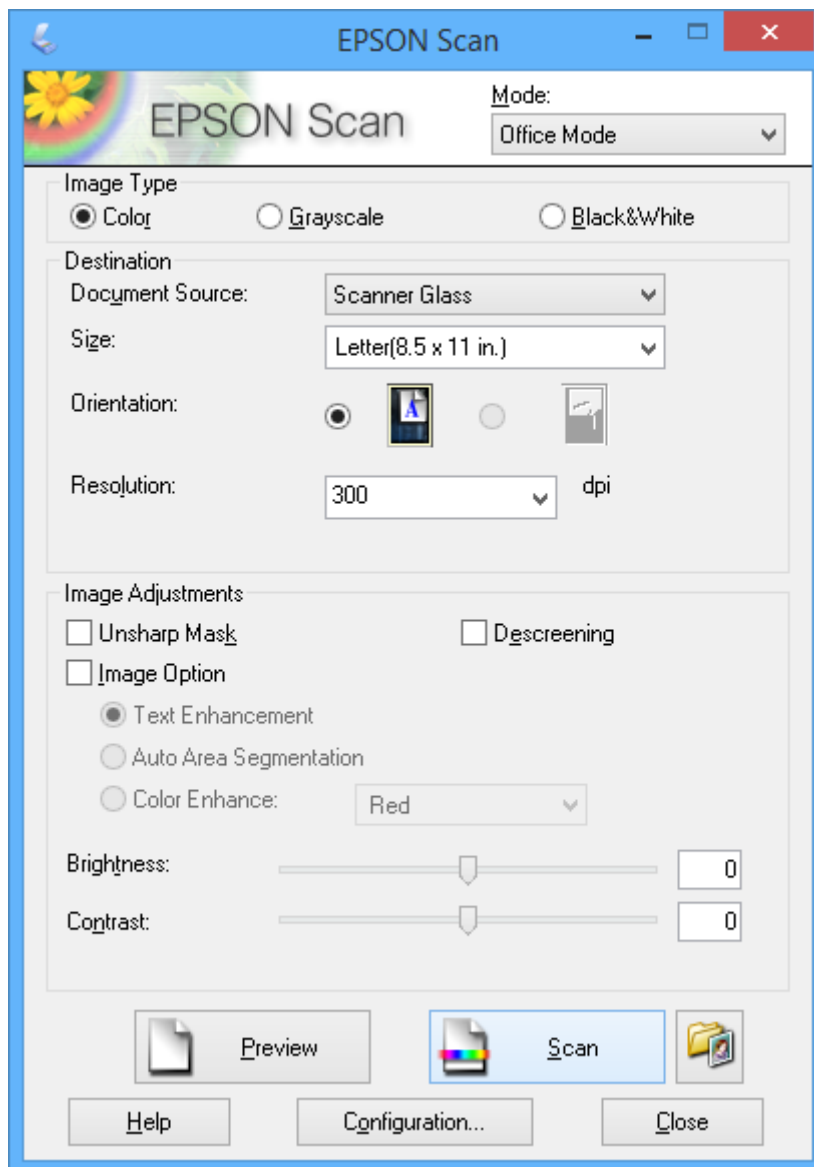 EPSON Scan
EPSON Scan
Mode:
Office Mode
Image Type
Color
Grayscale
Black&White
Destination
Document Source:
Scanner Glass
Size:
Letter(8.5 x 11 in.)
Orientation:
A
Resolution:
300
dpi
Image Adjustments
Unsharp Mask
Descreening
Image Option
Text Enhancement
Auto Area Segmentation
Color Enhance:
Red
Brightness:
0
Contrast:
0
Preview
Scan
Help
Configuration...
Close